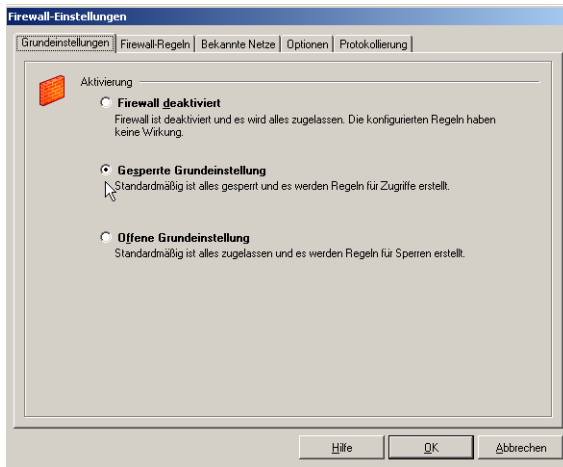 Firewall-Einstellungen
Grundeinstellungen Firewall-Regeln Bekannte Netze Optionen Protokollierung
Aktivierung
Firewall deaktiviert
Firewall ist deaktiviert und es wird alles zugelassen. Die konfigurierten Regeln haben
keine Wirkung.
Gesperrte Grundeinstellung
Standardmäßig ist alles gesperrt und es werden Regeln für Zugriffe erstellt.
Offene Grundeinstellung
Standardmäßig ist alles zugelassen und es werden Regeln für Sperren erstellt.
Hilfe OK Abbrechen